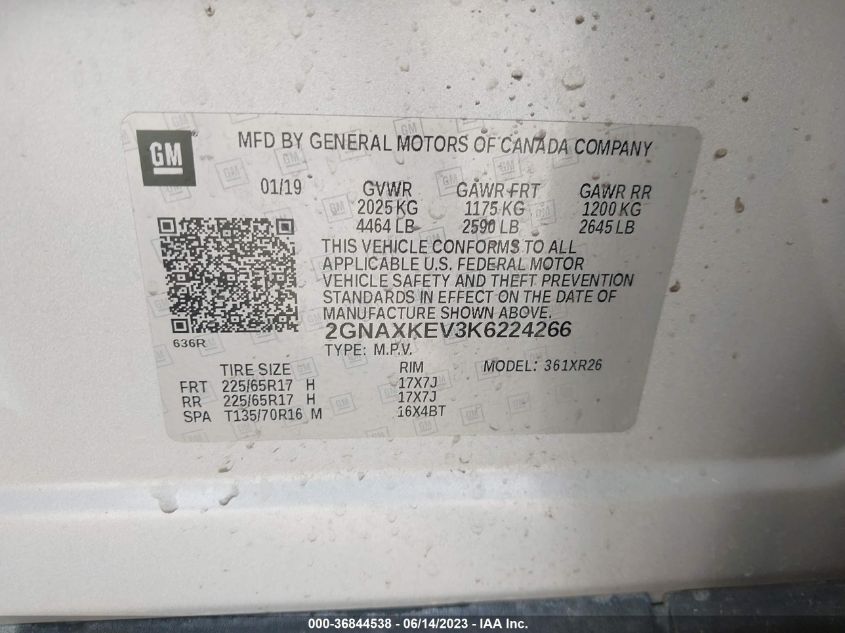 GM
MFD BY GENERAL MOTORS OF CANADA COMPANY
01/19 GVWR GAWR FRT GAWR RR
2025 KG 1175 KG 1200 KG
4464 LB 2590 LB 2645 LB
THIS VEHICLE CONFORMS TO ALL
APPLICABLE U.S. FEDERAL MOTOR
VEHICLE SAFETY AND THEFT PREVENTION
STANDARDS IN EFFECT ON THE DATE OF
MANUFACTURE SHOWN ABOVE.
636R 2GNAXKEV3K6224266
TYPE: M.P.V.
TIRE SIZE RIM MODEL: 361XR26
FRT 225/65R17 H 17X7J
RR 225/65R17 H 17X7J
SPA T135/70R16 M 16X4BT
000-36844538 - 06/14/2023 - IAA Inc.